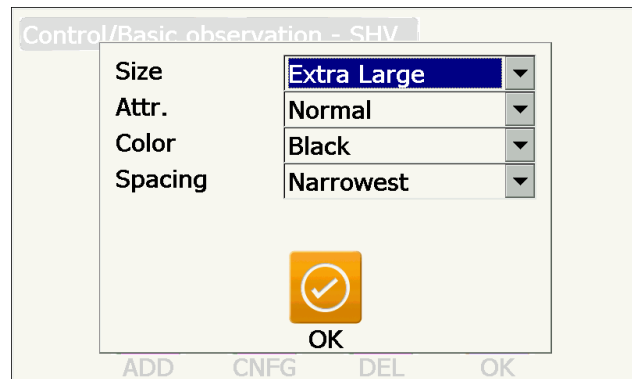 Control/Basic observation - SHV
Size Extra Large
Attr. Normal
Color Black
Spacing Narrowest
OK
ADD CNFG DEL OK